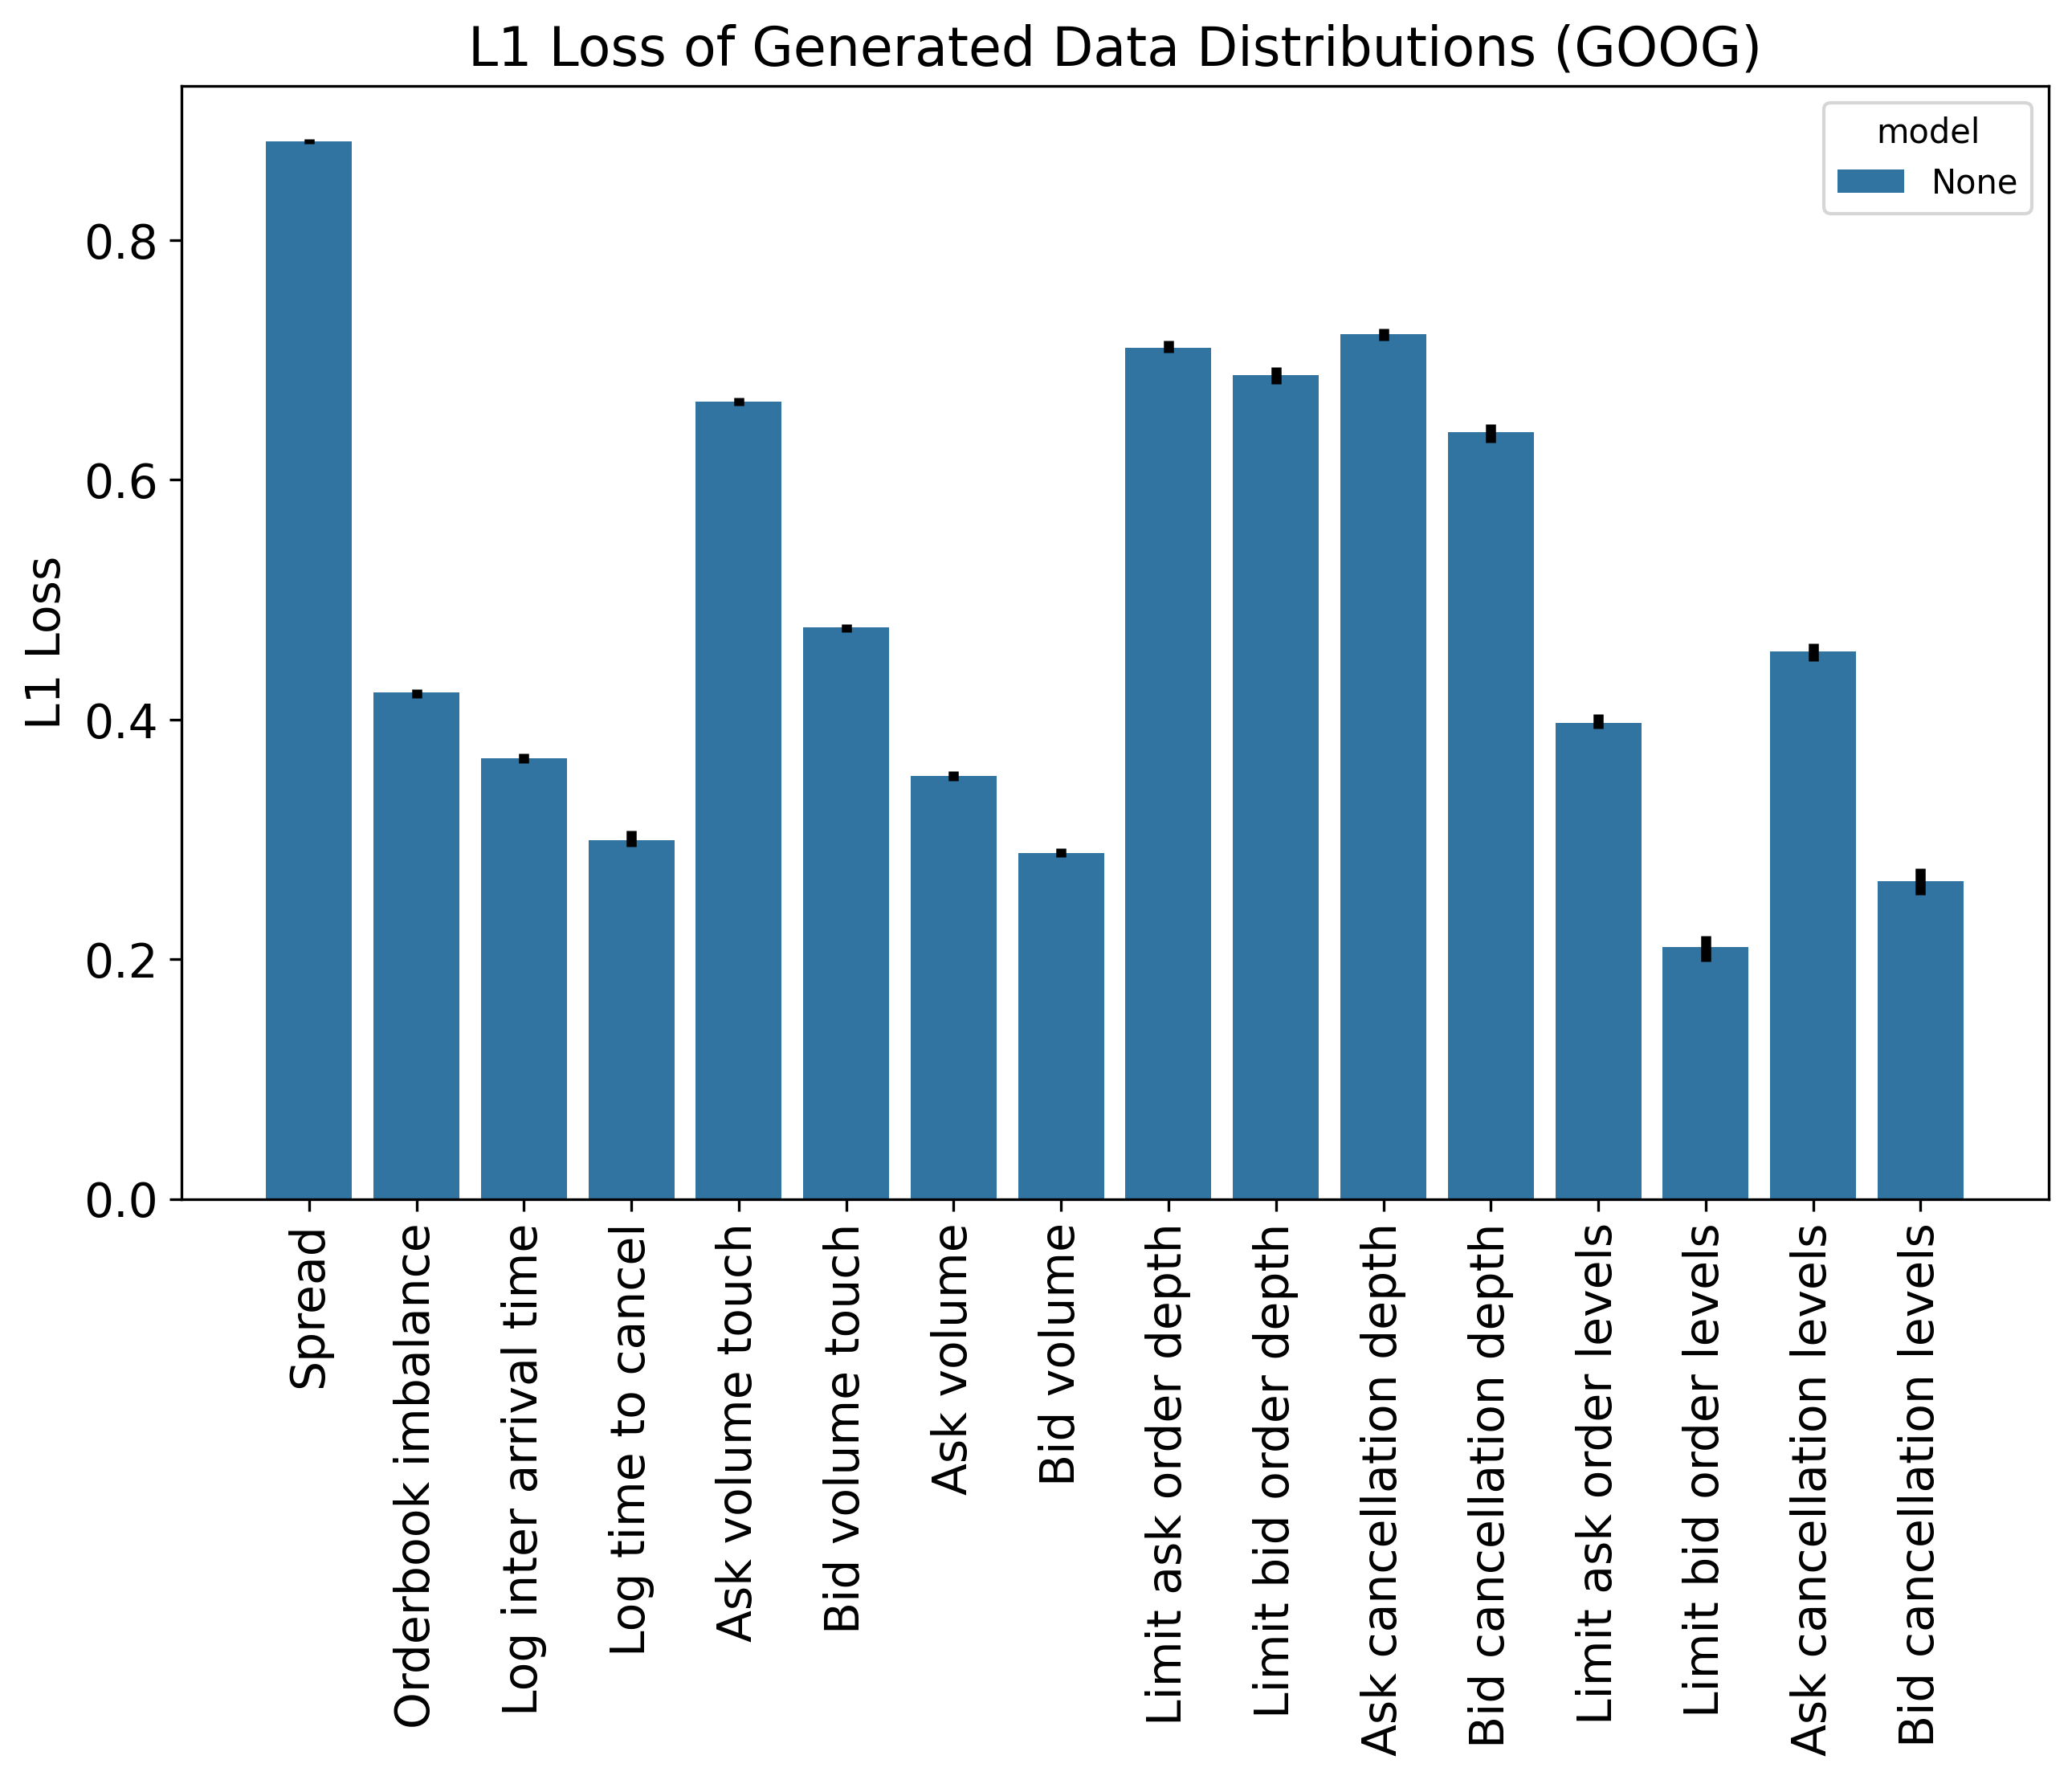 L1 Loss of Generated Data Distributions (GOOG)
model
None
L1 Loss
0.8
0.6
0.4
0.2
0.0
Spread
Orderbook imbalance
Log inter arrival time
Log time to cancel
Ask volume touch
Bid volume touch
Ask volume
Bid volume
Limit ask order depth
Limit bid order depth
Ask cancellation depth
Bid cancellation depth
Limit ask order levels
Limit bid order levels
Ask cancellation levels
Bid cancellation levels